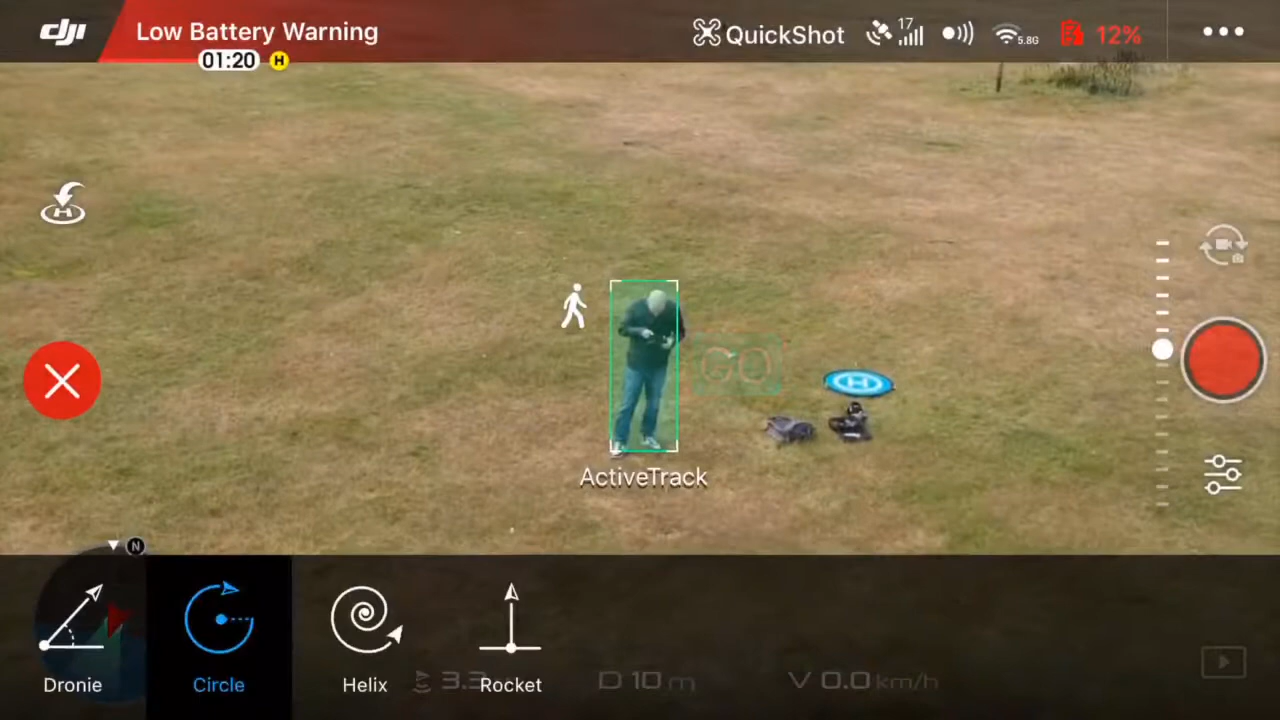 dji
Low Battery Warning
01:20 H
QuickShot
17
5.8G
12%
GO
H
ActiveTrack
N
Dronie
Circle
Helix
Rocket
D 10 m
V 0.0 km/h